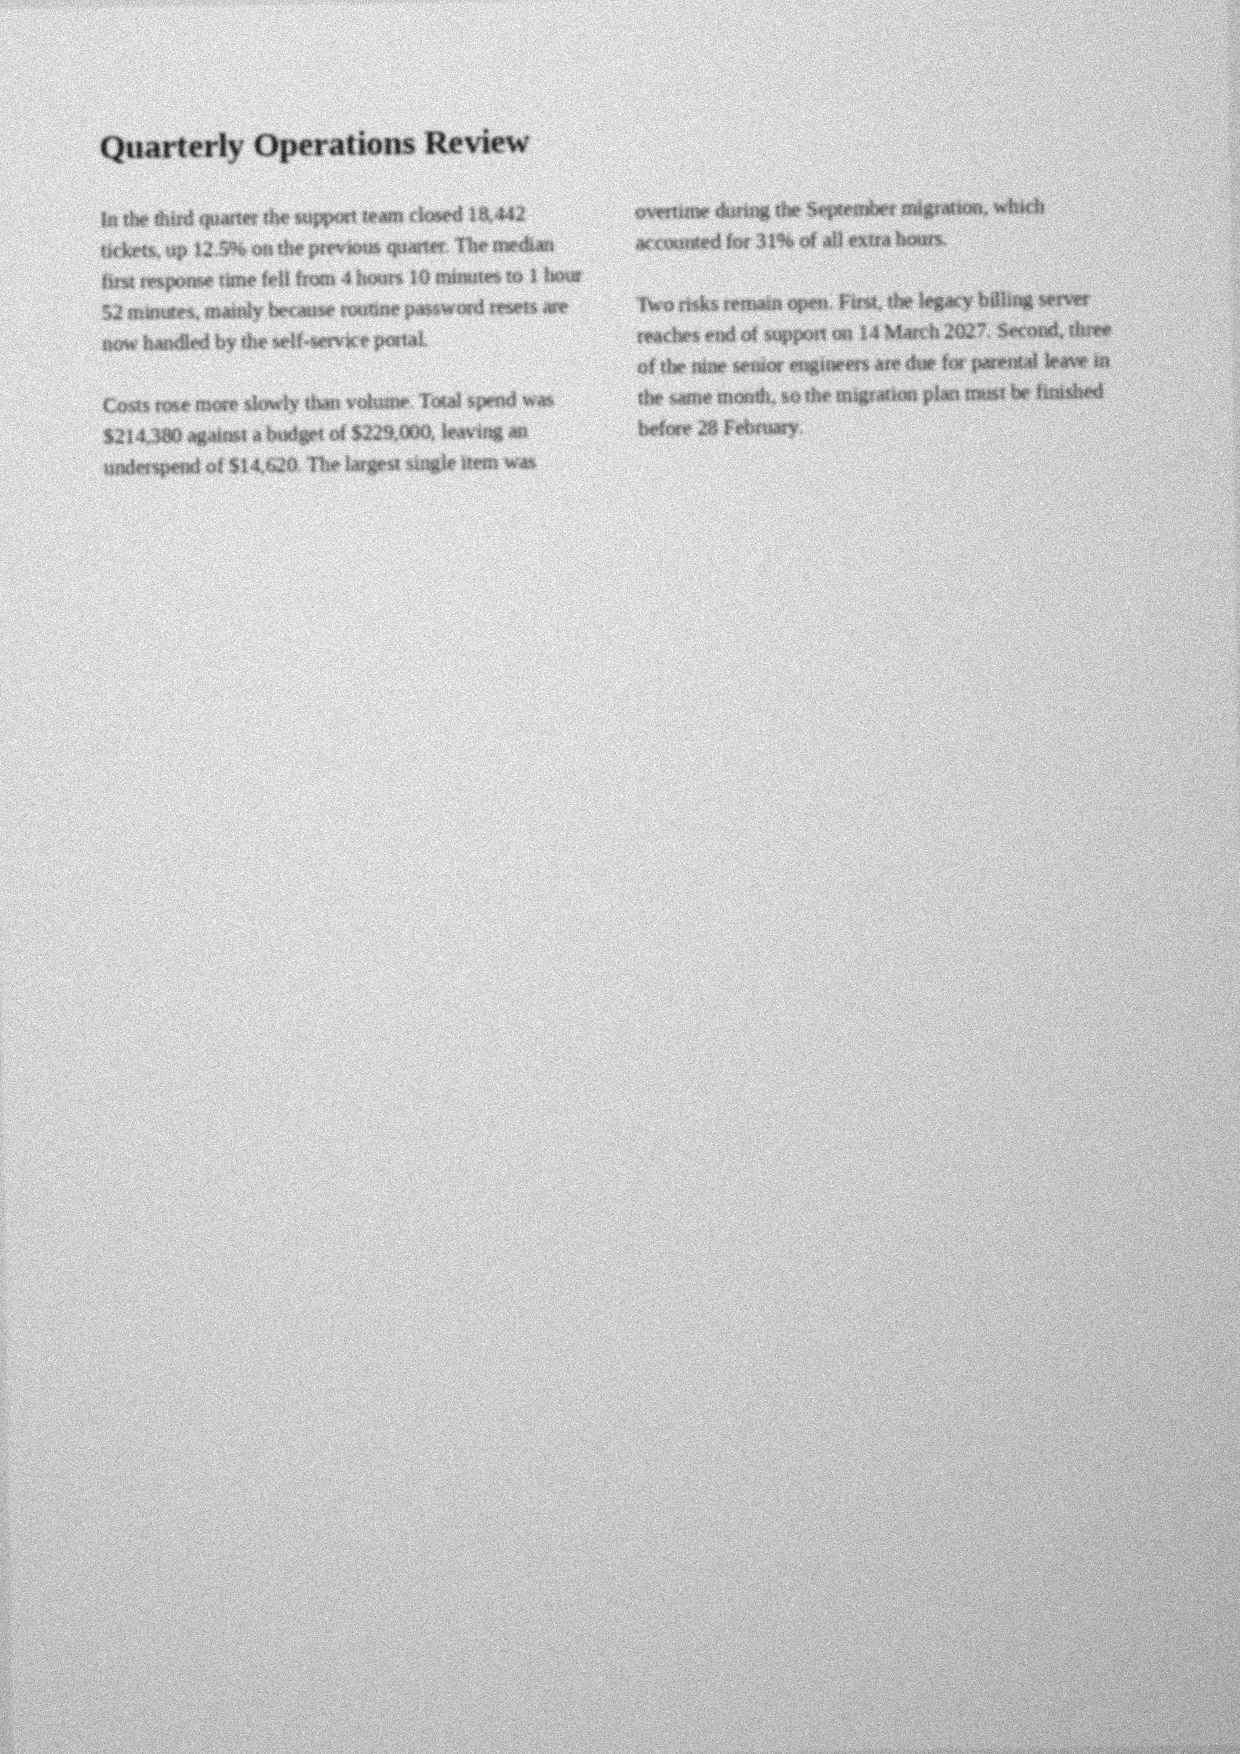 Quarterly Operations Review
In the third quarter the support team closed 18,442
tickets, up 12.5% on the previous quarter. The median
first response time fell from 4 hours 10 minutes to 1 hour
52 minutes, mainly because routine password resets are
now handled by the self-service portal.
Costs rose more slowly than volume. Total spend was
$214,380 against a budget of $229,000, leaving an
underspend of $14,620. The largest single item was
overtime during the September migration, which
accounted for 31% of all extra hours.
Two risks remain open. First, the legacy billing server
reaches end of support on 14 March 2027. Second, three
of the nine senior engineers are due for parental leave in
the same month, so the migration plan must be finished
before 28 February.